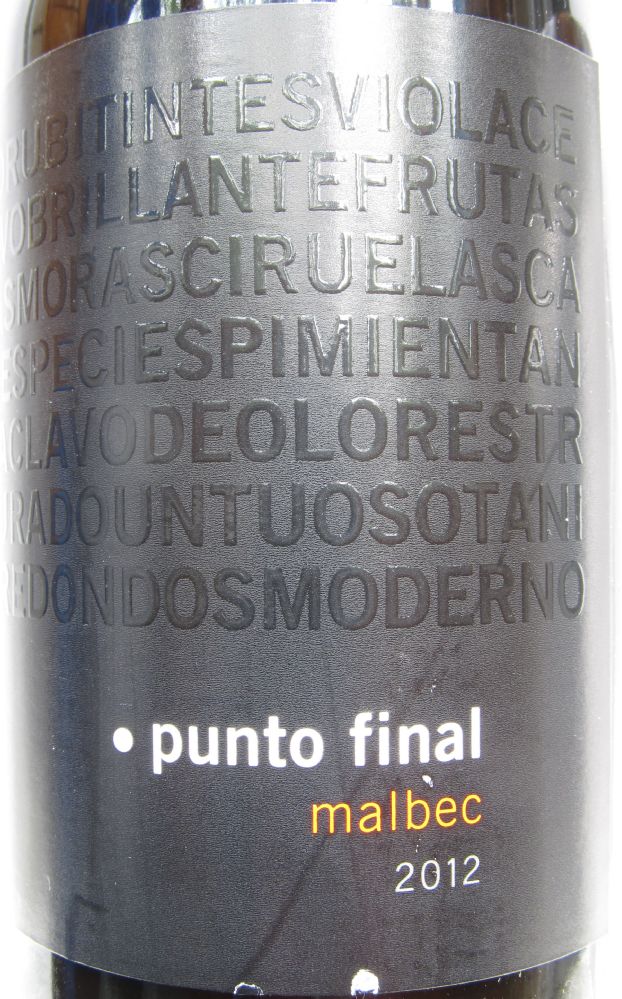 RUBITINTESVIOLACE
OBRILLANTEFRUTAS
SMORASCIRUELASCA
ESPECIESPIMIENTAN
CLAVODEOLORESTR
RADOUNTUOSOTANI
REDONDOSMODERNO
• punto final
malbec
2012